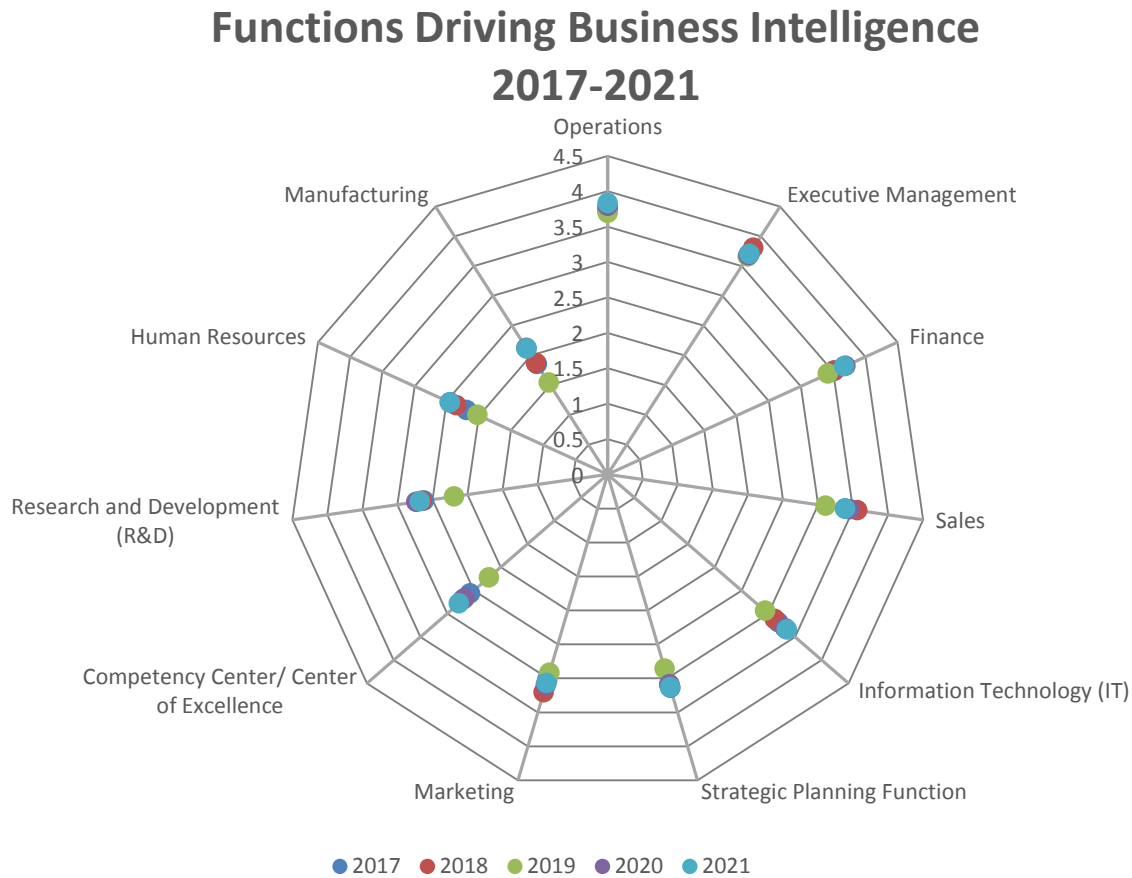 Functions Driving Business Intelligence
2017-2021
Operations
4.5
4
3.5
3
2.5
2
1.5
1
0.5
0
Executive Management
Finance
Sales
Information Technology (IT)
Strategic Planning Function
Marketing
Competency Center/ Center
of Excellence
Research and Development
(R&D)
Human Resources
Manufacturing
2017 2018 2019 2020 2021